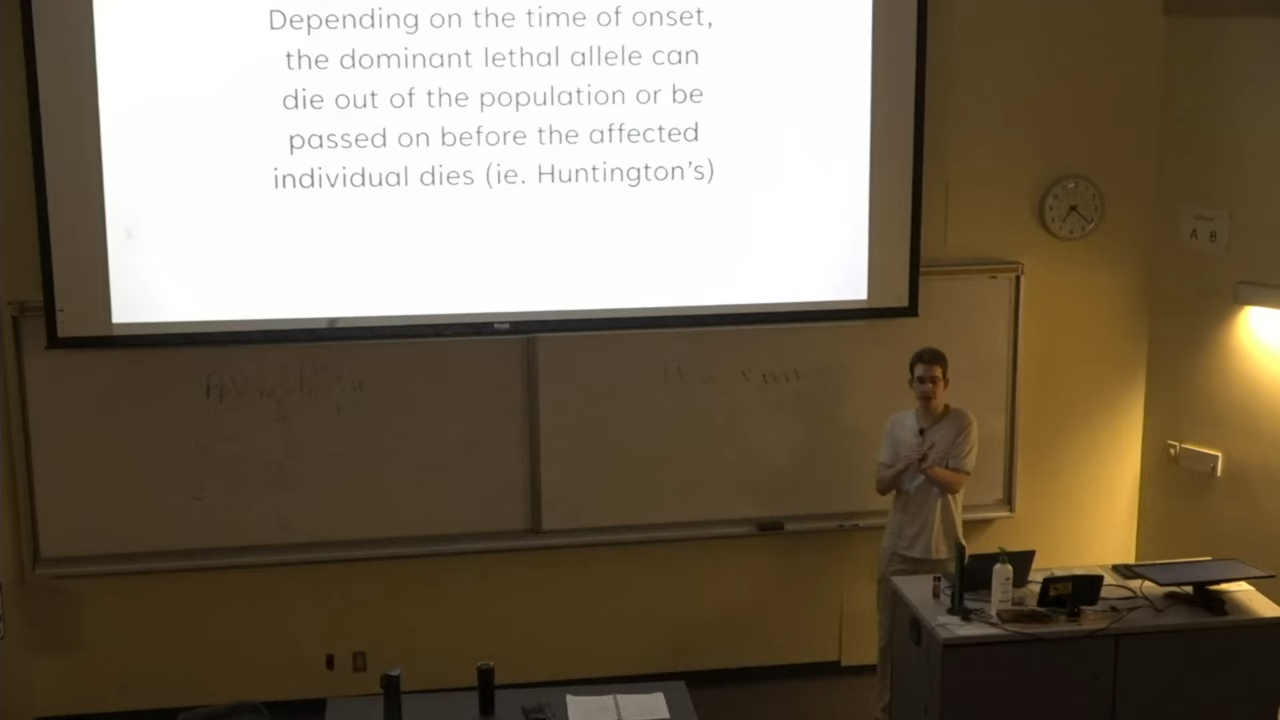 Depending on the time of onset,
the dominant lethal allele can
die out of the population or be
passed on before the affected
individual dies (ie. Huntington's)
A B